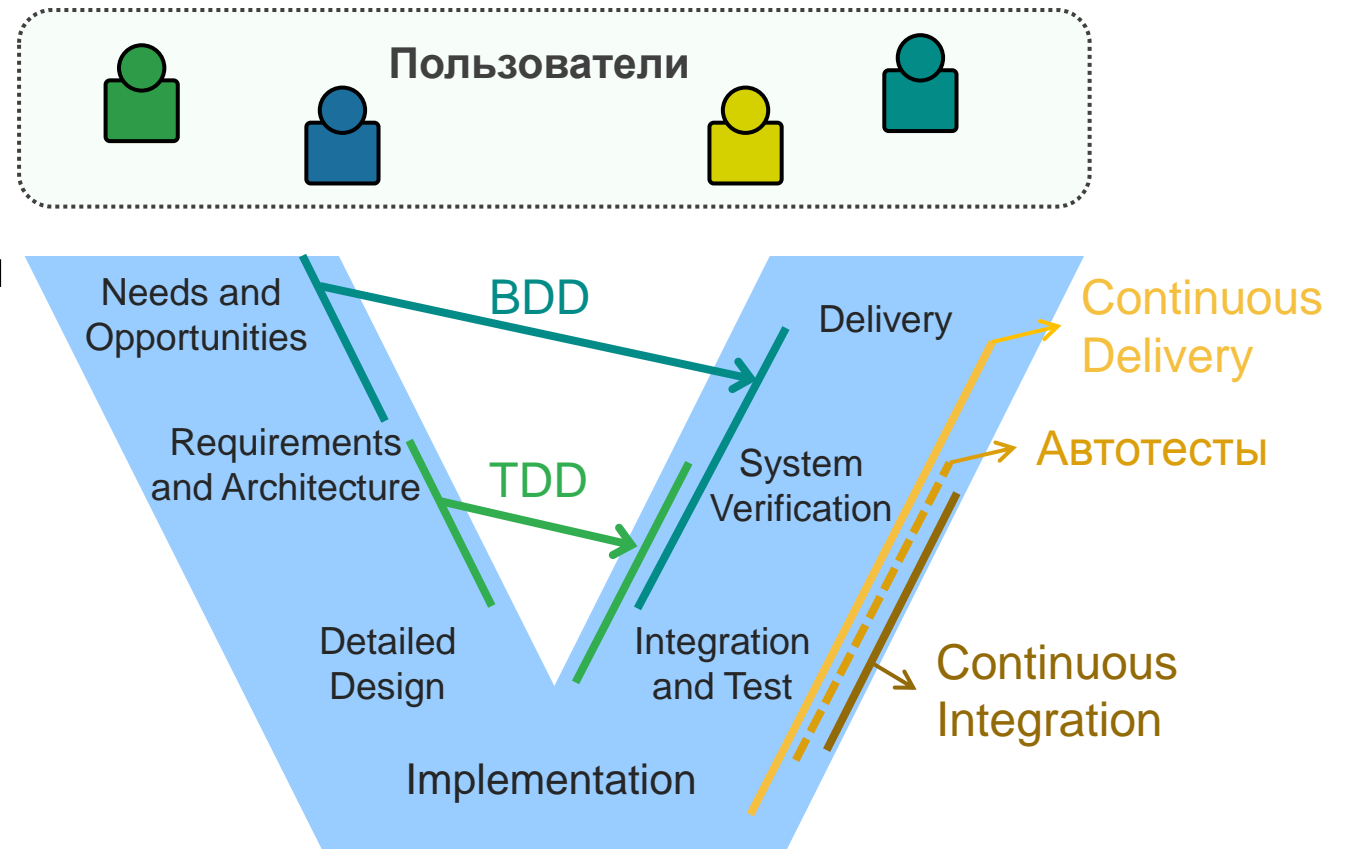 Пользователи
Needs and
Opportunities
BDD
Delivery
Continuous
Delivery
Requirements
and Architecture
TDD
System
Verification
Автотесты
Detailed
Design
Integration
and Test
Continuous
Integration
Implementation